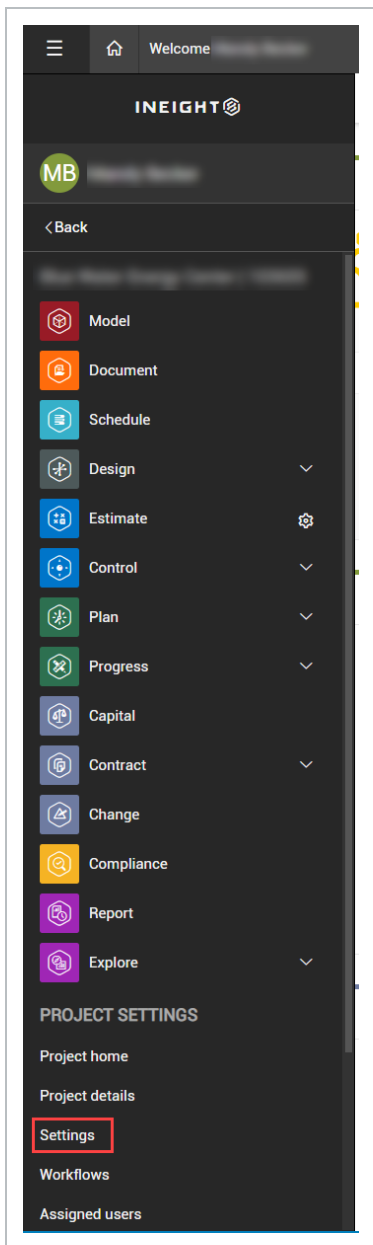 Welcome
INEIGHT
MB
<Back
Model
Document
Schedule
Design
Estimate
Control
Plan
Progress
Capital
Contract
Change
Compliance
Report
Explore
PROJECT SETTINGS
Project home
Project details
Settings
Workflows
Assigned users